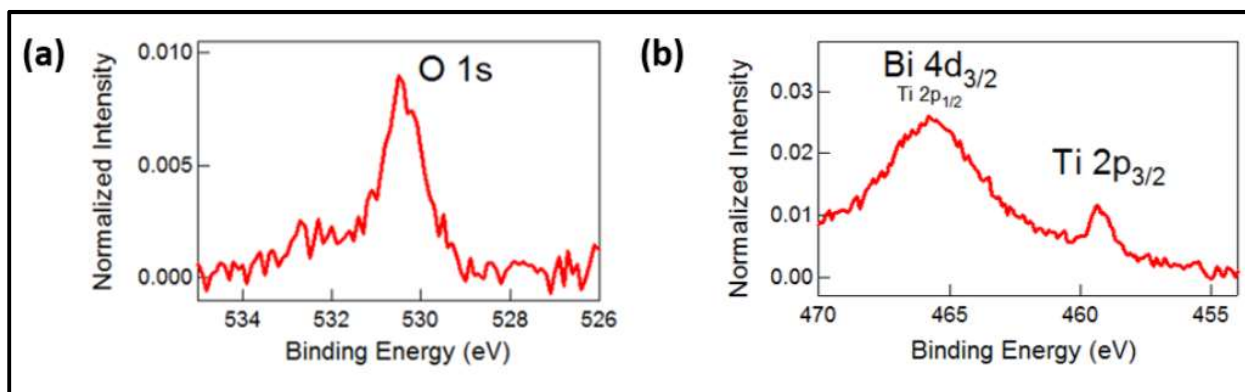 (a)
O 1s
Normalized Intensity
0.010
0.005
0.000
534 532 530 528 526
Binding Energy (eV)
(b)
Bi 4d3/2
Ti 2p1/2
Ti 2p3/2
Normalized Intensity
0.03
0.02
0.01
0.00
470 465 460 455
Binding Energy (eV)